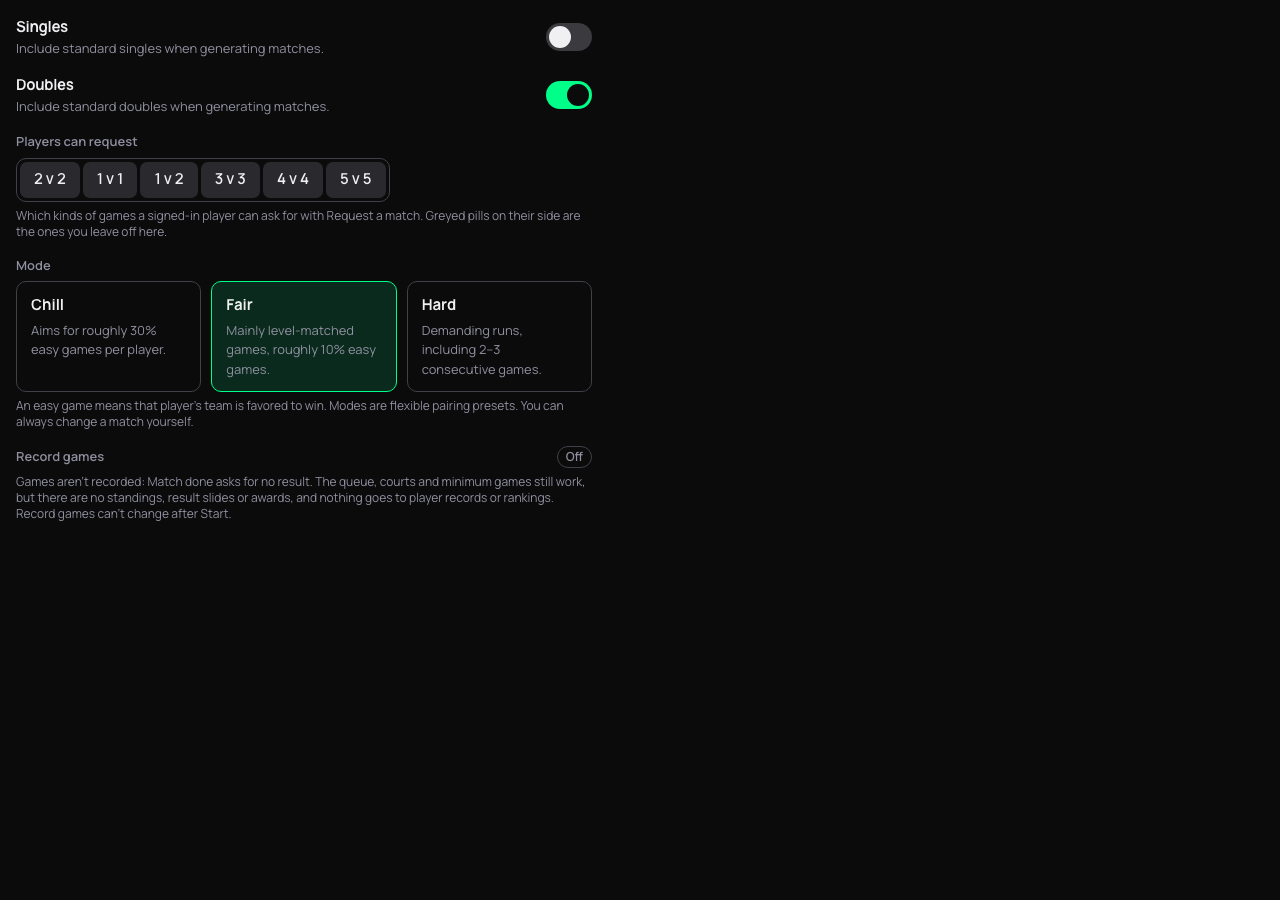 Singles
Include standard singles when generating matches.
Doubles
Include standard doubles when generating matches.
Players can request
2 v 2 1 v 1 1 v 2 3 v 3 4 v 4 5 v 5
Which kinds of games a signed-in player can ask for with Request a match. Greyed pills on their side are
the ones you leave off here.
Mode
Chill
Aims for roughly 30%
easy games per player.
Fair
Mainly level-matched
games, roughly 10% easy
games.
Hard
Demanding runs,
including 2–3
consecutive games.
An easy game means that player's team is favored to win. Modes are flexible pairing presets. You can
always change a match yourself.
Record games Off
Games aren't recorded: Match done asks for no result. The queue, courts and minimum games still work,
but there are no standings, result slides or awards, and nothing goes to player records or rankings.
Record games can't change after Start.